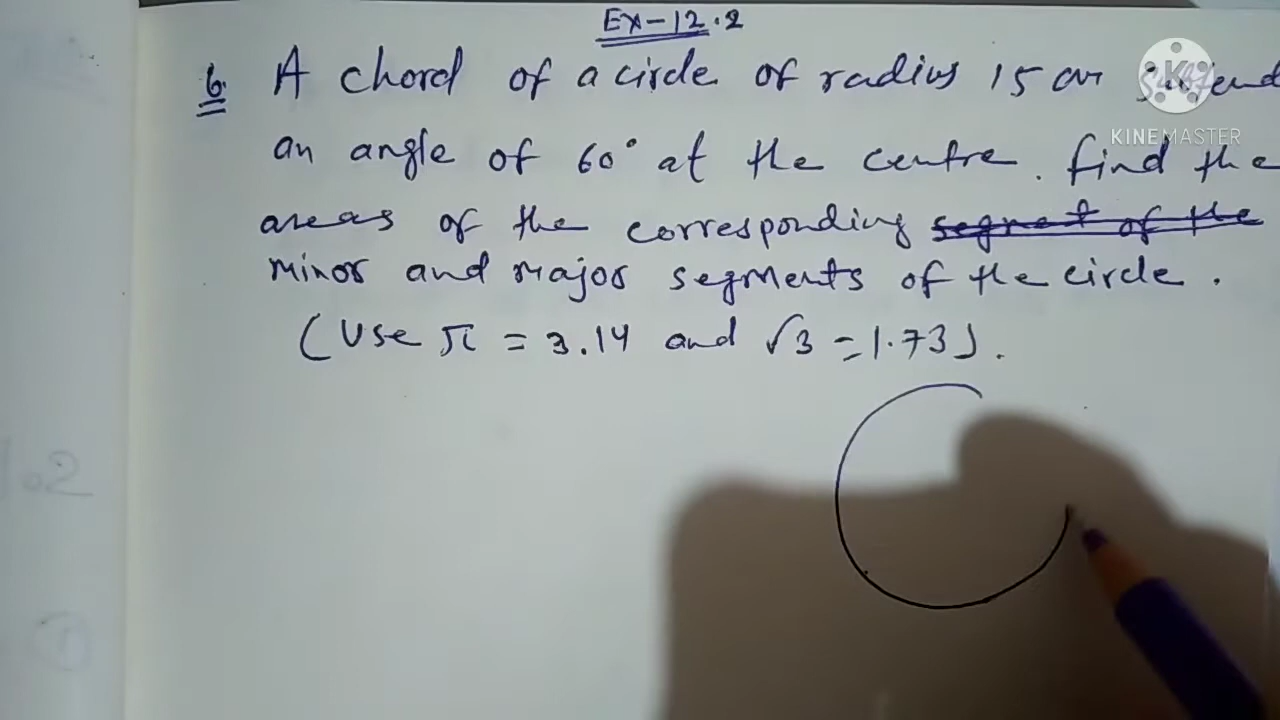 Ex-12.2
6. A chord of a circle of radius 15 cm
KINEMASTER
an angle of 60° at the centre. find the
areas of the corresponding segment of the
minor and major segments of the circle.
(Use π = 3.14 and √3 = 1.73).
1.2